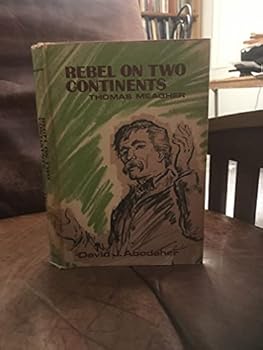 REBEL ON TWO
CONTINENTS
THOMAS MEAGHER
David J. Abodaher